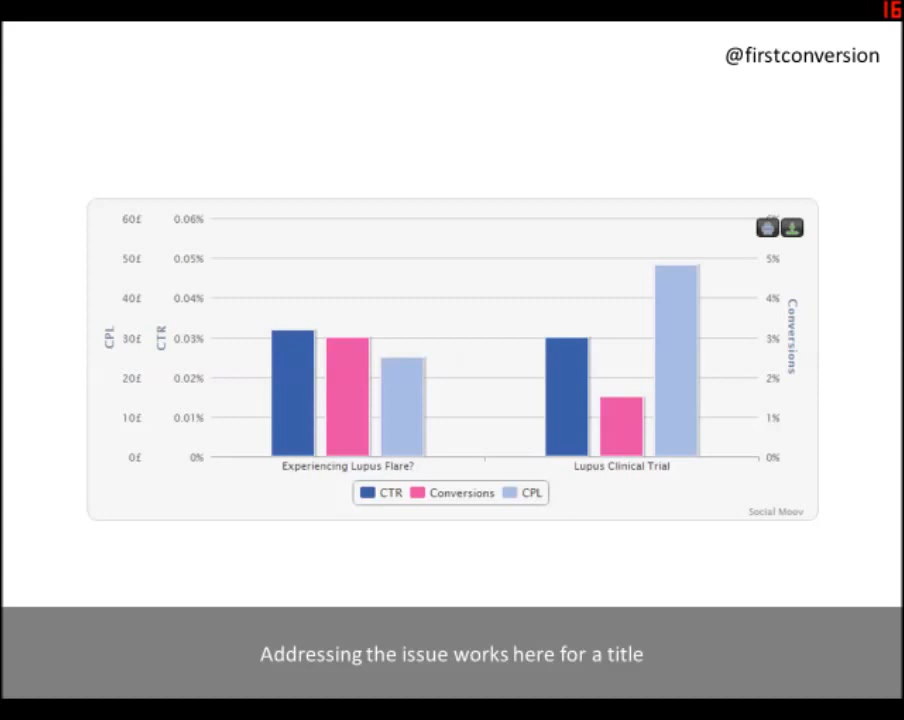 16
@firstconversion
60£ 0.06%
50£ 0.05% 5%
40£ 0.04% 4%
30£ 0.03% 3%
20£ 0.02% 2%
10£ 0.01% 1%
0£ 0% 0%
CPL
CTR
Conversions
Experiencing Lupus Flare? Lupus Clinical Trial
CTR Conversions CPL
Social Moov
Addressing the issue works here for a title